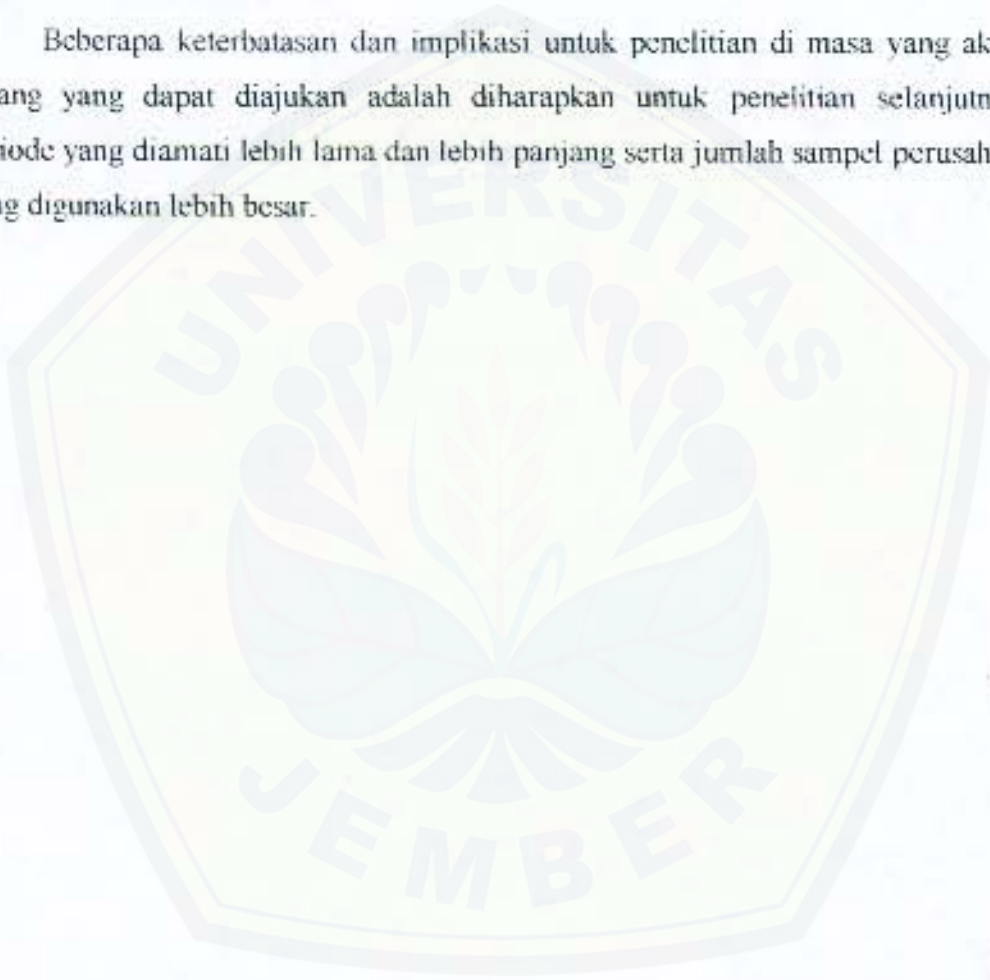 Beberapa keterbatasan dan implikasi untuk penelitian di masa yang ak
ang yang dapat diajukan adalah diharapkan untuk penelitian selanjutn
iode yang diamati lebih lama dan lebih panjang serta jumlah sampel perusah
g digunakan lebih besar.
UNIVERSITAS
JEMBER